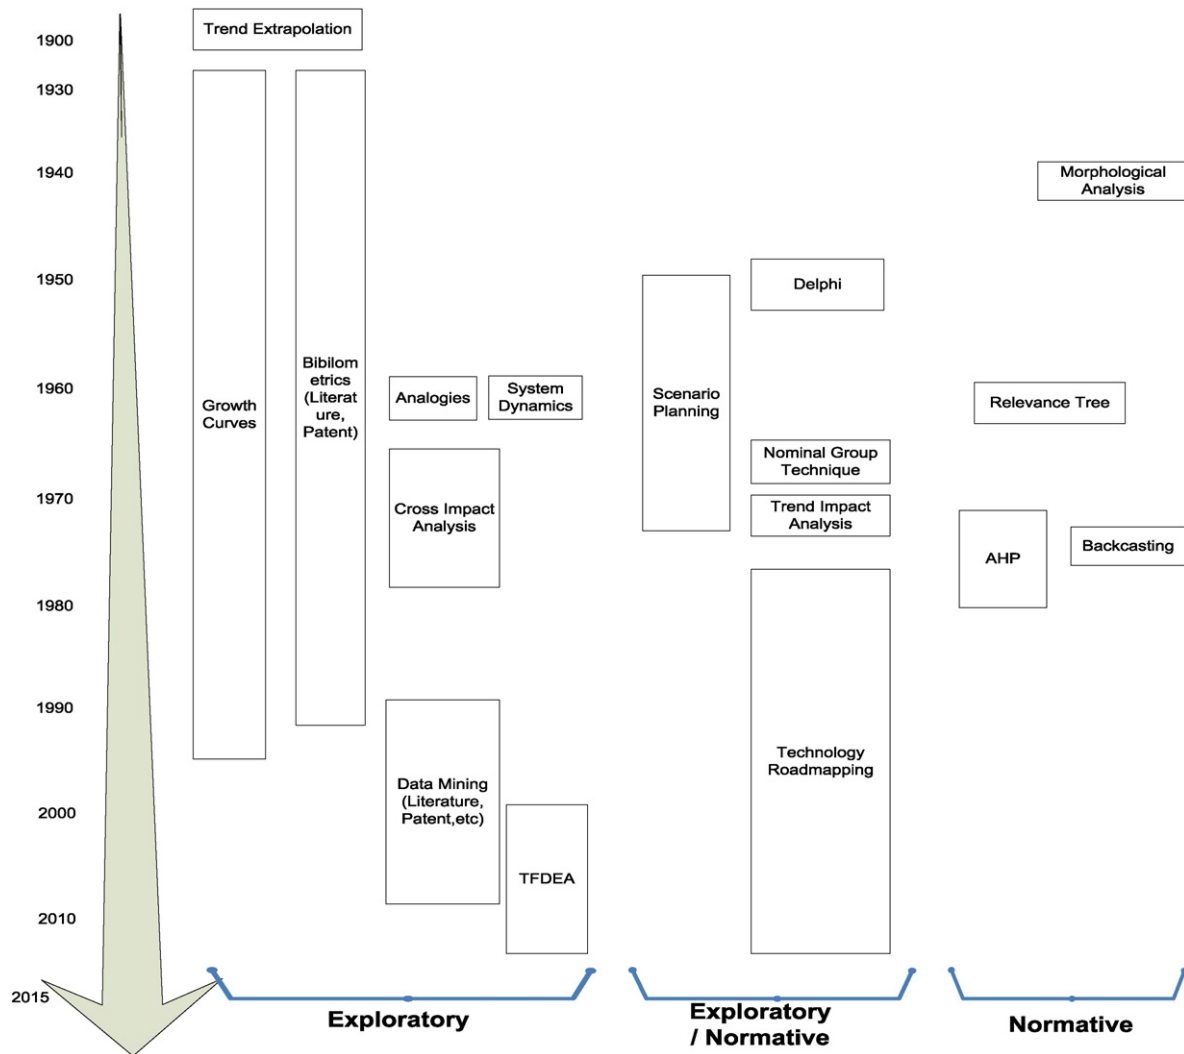 Trend Extrapolation
1900
1930
1940
1950
1960
1970
1980
1990
2000
2010
2015
Growth
Curves
Bibilom
etrics
(Literat
ure,
Patent)
Analogies
System
Dynamics
Cross Impact
Analysis
Data Mining
(Literature,
Patent,etc)
TFDEA
Scenario
Planning
Delphi
Nominal Group
Technique
Trend Impact
Analysis
Technology
Roadmapping
Morphological
Analysis
Relevance Tree
AHP
Backcasting
Exploratory
Exploratory
/ Normative
Normative